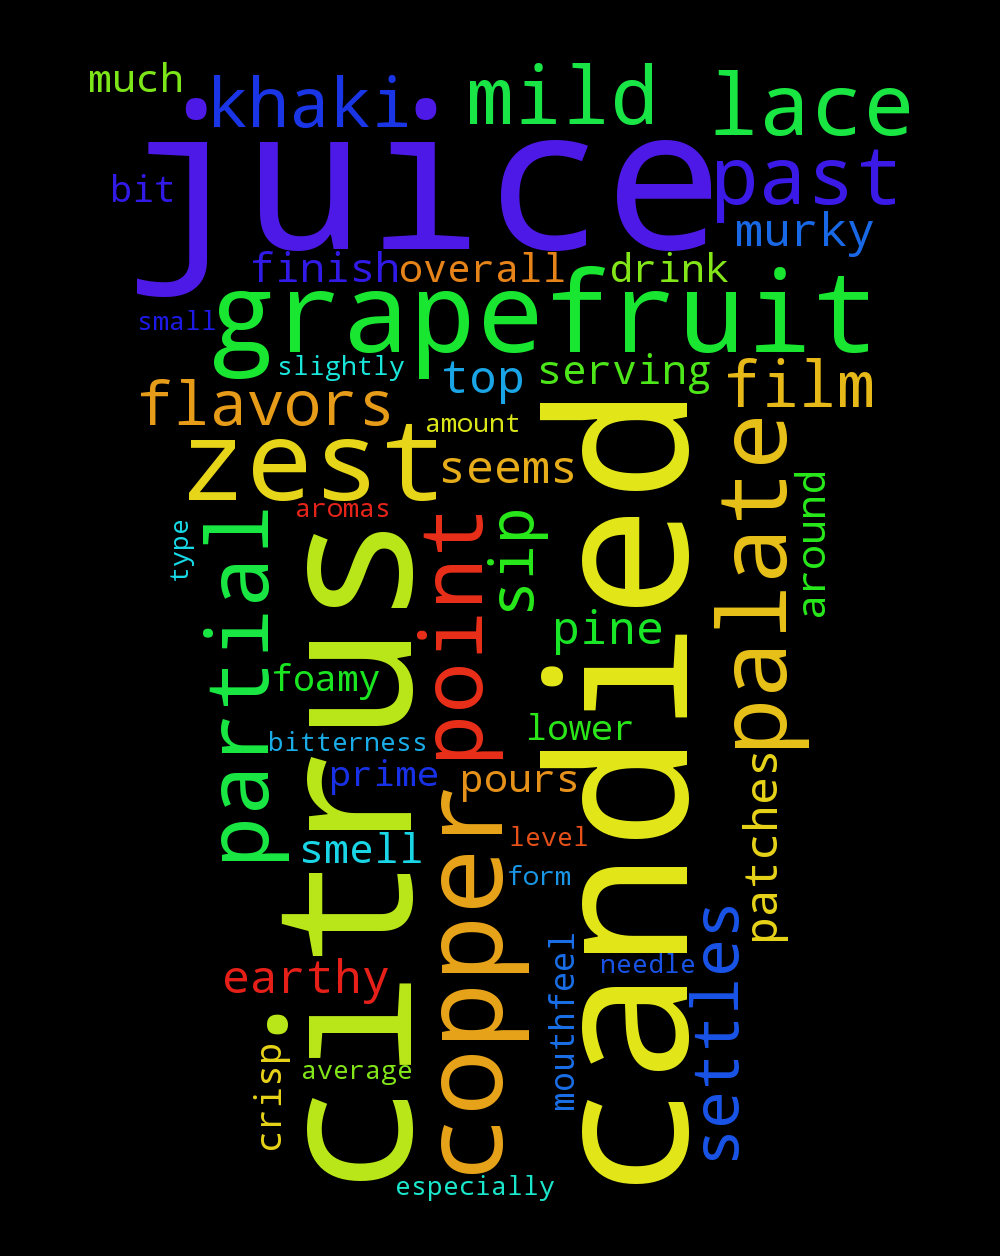 much
khaki
mild
lace
juice
past
bit
murky
finish
overall
drink
grapefruit
small
slightly
top
serving
film
flavors
amount
candied
zest
seems
palate
around
aromas
citrus
partial
type
point
sip
pine
foamy
lower
bitterness
prime
pours
patches
copper
smell
level
form
settles
mouthfeel
needle
earthy
crisp
average
especially